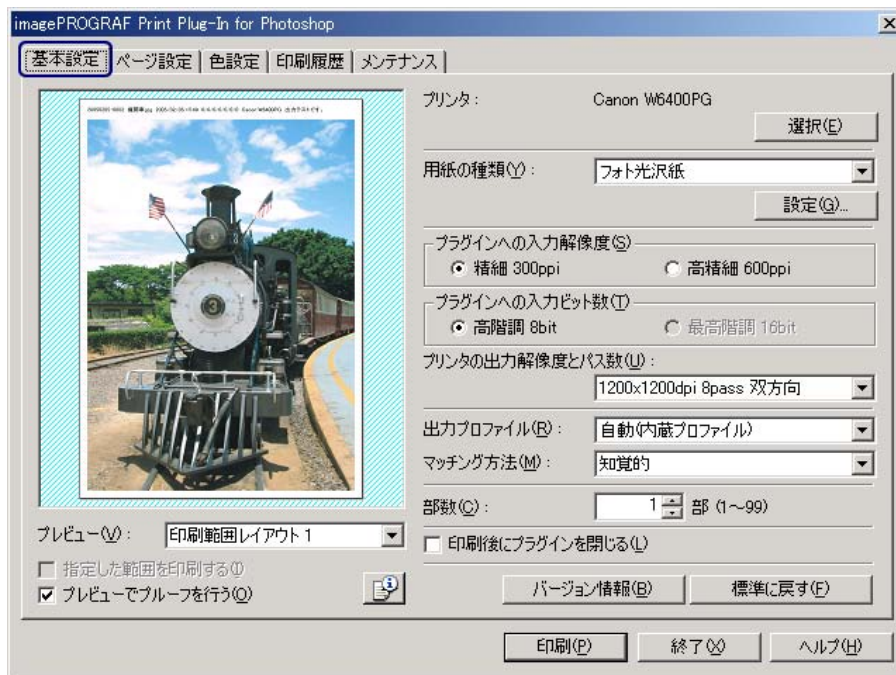 imagePROGRAF Print Plug-In for Photoshop
基本設定 ページ設定 色設定 印刷履歴 メンテナンス
プリンタ: Canon W6400PG
選択(E)
用紙の種類(Y): フォト光沢紙
設定(G)...
プラグインへの入力解像度(S)
精細 300ppi 高精細 600ppi
プラグインへの入力ビット数(T)
高階調 8bit 最高階調 16bit
プリンタの出力解像度とパス数(U):
1200x1200dpi 8pass 双方向
出力プロファイル(R): 自動(内蔵プロファイル)
マッチング方法(M): 知覚的
部数(C): 1 部 (1~99)
印刷後にプラグインを閉じる(L)
プレビュー(V): 印刷範囲レイアウト 1
指定した範囲を印刷する(I)
プレビューでプルーフを行う(O)
バージョン情報(B) 標準に戻す(F)
印刷(P) 終了(X) ヘルプ(H)
3